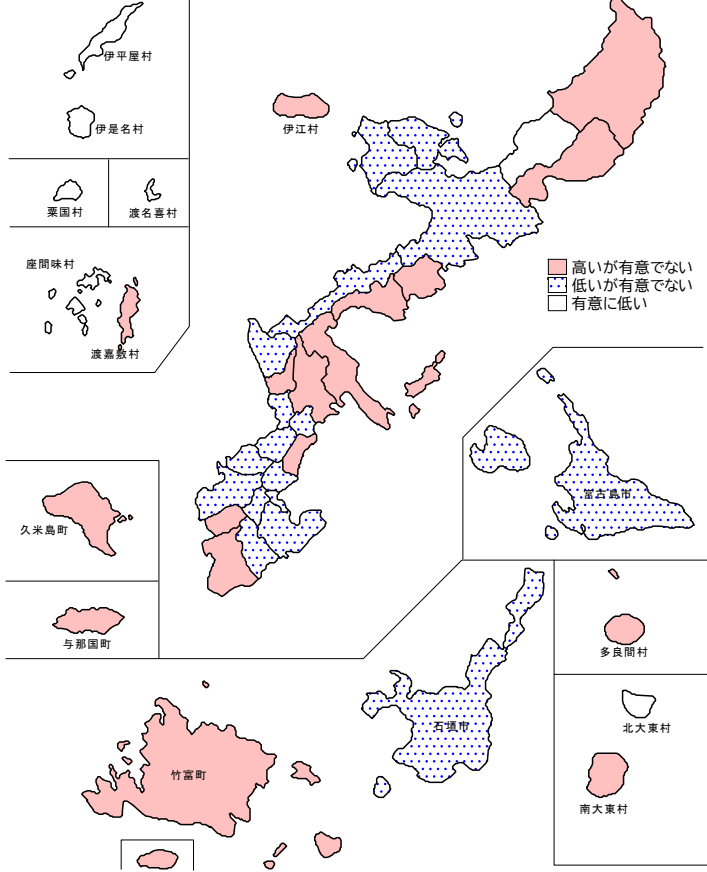 伊平屋村
伊是名村
伊江村
粟国村
渡名喜村
座間味村
渡嘉敷村
高いが有意でない
低いが有意でない
有意に低い
宮古島市
久米島町
与那国町
多良間村
石垣市
北大東村
竹富町
南大東村